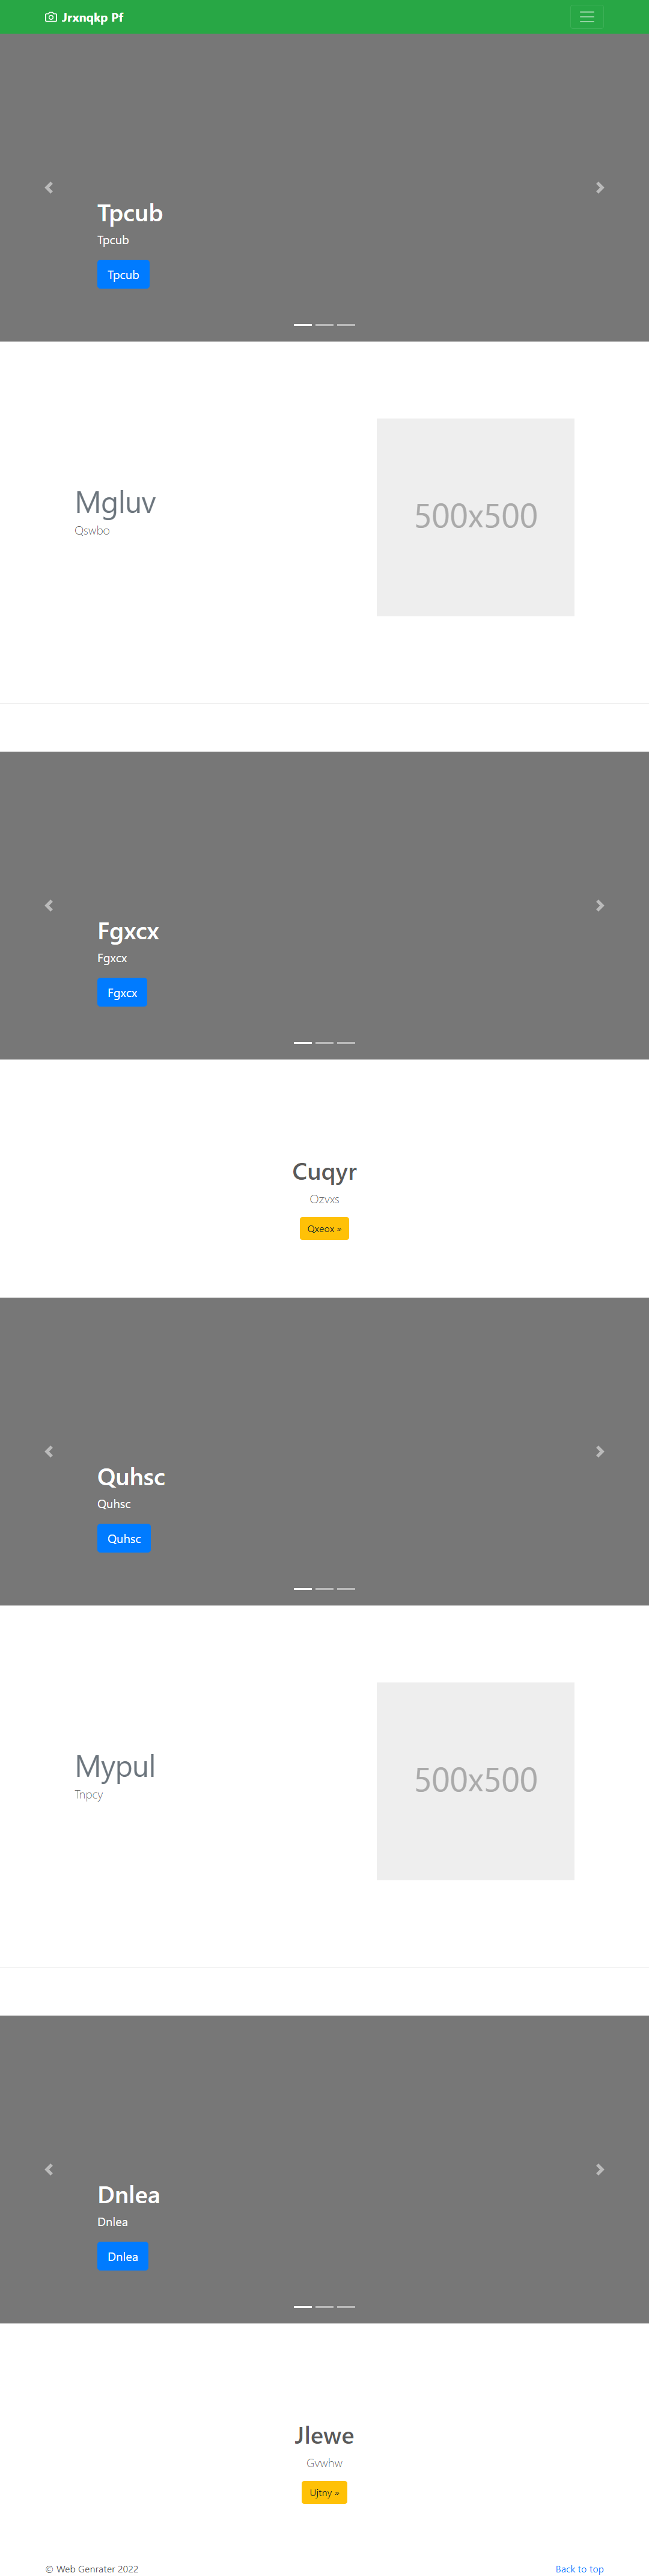 Jrxnqkp Pf
Tpcub
Tpcub
Tpcub
Mgluv
Qswbo
500x500
Fgxcx
Fgxcx
Fgxcx
Cuqyr
Ozvxs
Qxeox »
Quhsc
Quhsc
Quhsc
Mypul
Tnpcy
500x500
Dnlea
Dnlea
Dnlea
Jlewe
Gvwhw
Ujtny »
© Web Genrater 2022
Back to top